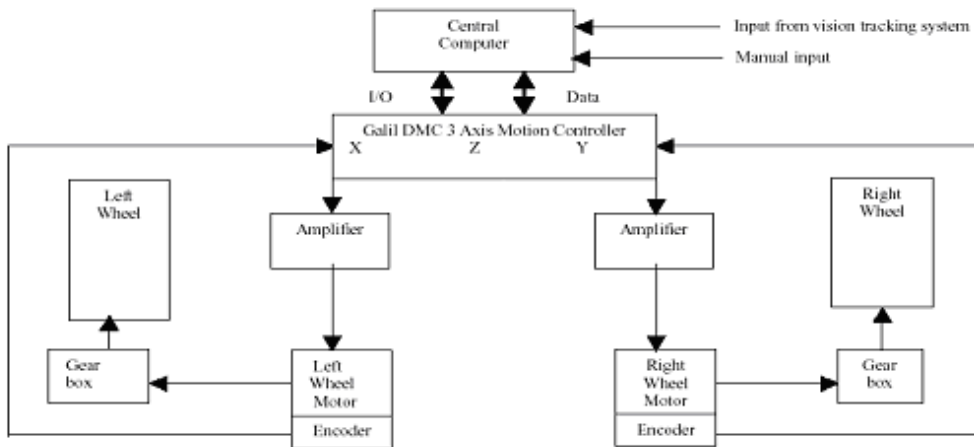 Central
Computer
Input from vision tracking system
Manual input
I/O
Data
Galil DMC 3 Axis Motion Controller
X Z Y
Left
Wheel
Amplifier
Amplifier
Right
Wheel
Gear
box
Left
Wheel
Motor
Encoder
Right
Wheel
Motor
Encoder
Gear
box